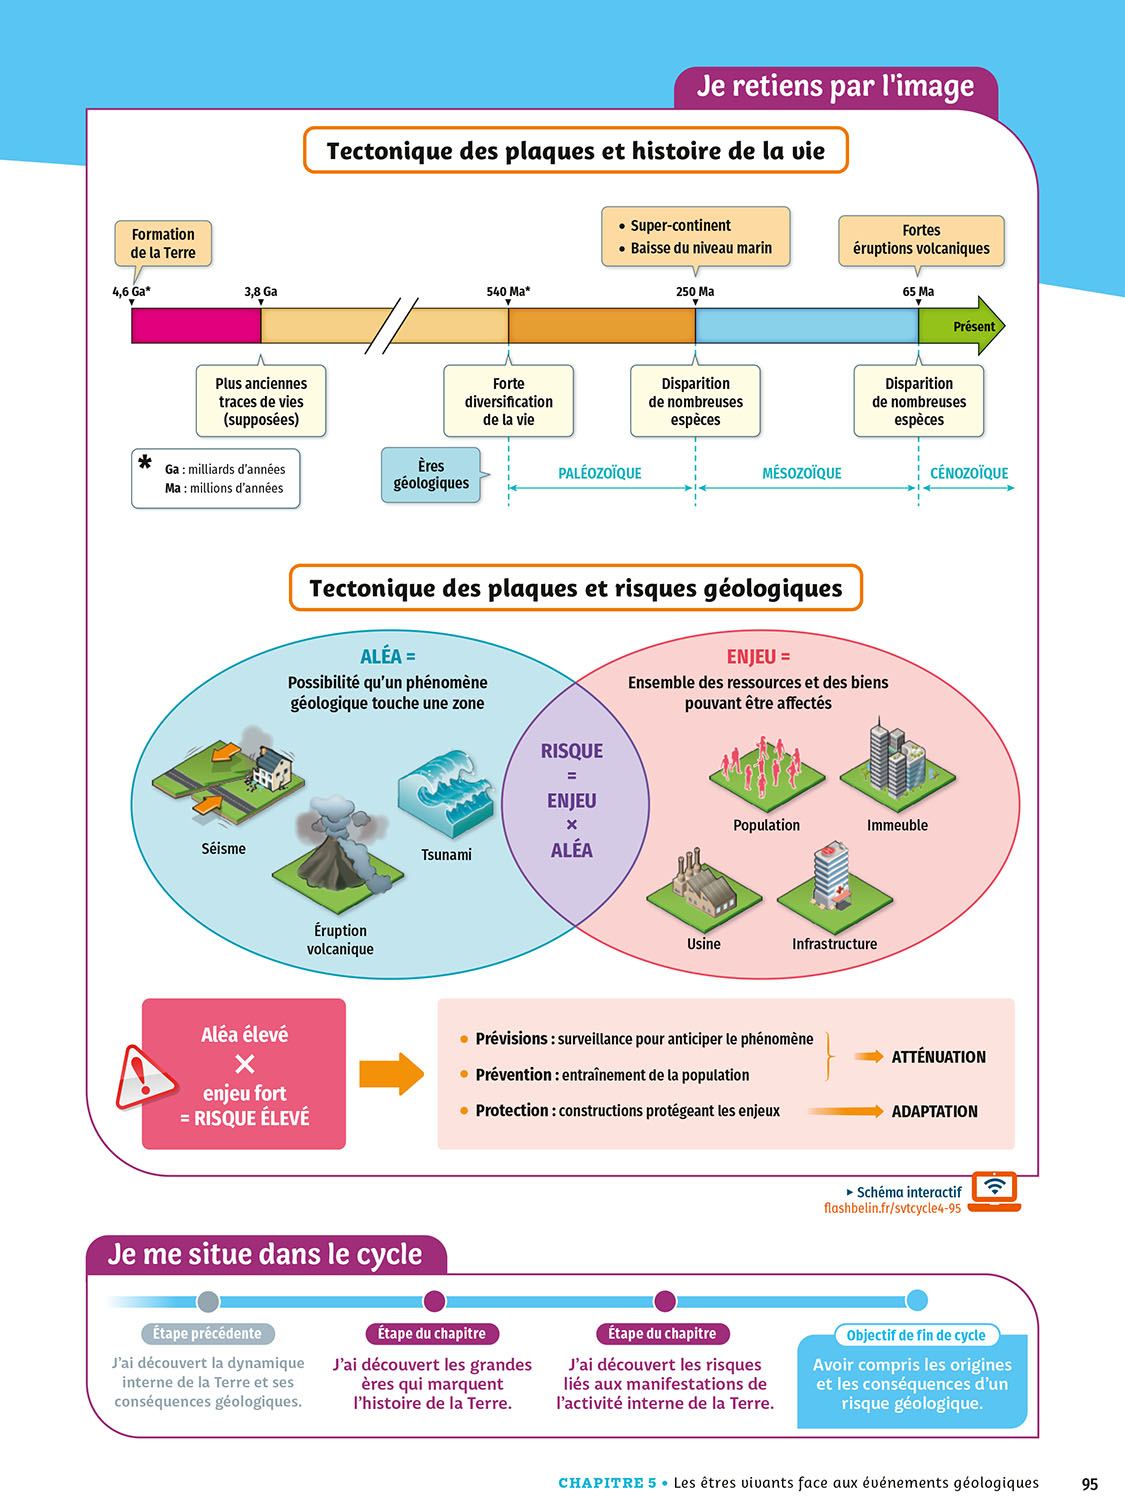 Je retiens par l'image
Tectonique des plaques et histoire de la vie
Formation
de la Terre
• Super-continent
• Baisse du niveau marin
Fortes
éruptions volcaniques
4,6 Ga*
3,8 Ga
540 Ma*
250 Ma
65 Ma
Présent
Plus anciennes
traces de vies
(supposées)
Forte
diversification
de la vie
Disparition
de nombreuses
espèces
Disparition
de nombreuses
espèces
* Ga : milliards d'années
Ma : millions d'années
Ères
géologiques
PALÉOZOÏQUE
MÉSOZOÏQUE
CÉNOZOÏQUE
Tectonique des plaques et risques géologiques
ALÉA =
Possibilité qu'un phénomène
géologique touche une zone
ENJEU =
Ensemble des ressources et des biens
pouvant être affectés
RISQUE
=
ENJEU
×
ALÉA
Séisme
Tsunami
Éruption
volcanique
Population
Immeuble
Usine
Infrastructure
Aléa élevé
×
enjeu fort
= RISQUE ÉLEVÉ
• Prévisions : surveillance pour anticiper le phénomène
• Prévention : entraînement de la population
ATTÉNUATION
• Protection : constructions protégeant les enjeux
ADAPTATION
▸ Schéma interactif
flashbelin.fr/svtcycle4-95
Je me situe dans le cycle
Étape précédente
J'ai découvert la dynamique
interne de la Terre et ses
conséquences géologiques.
Étape du chapitre
J'ai découvert les grandes
ères qui marquent
l'histoire de la Terre.
Étape du chapitre
J'ai découvert les risques
liés aux manifestations de
l'activité interne de la Terre.
Objectif de fin de cycle
Avoir compris les origines
et les conséquences d'un
risque géologique.
CHAPITRE 5 • Les êtres vivants face aux événements géologiques 95